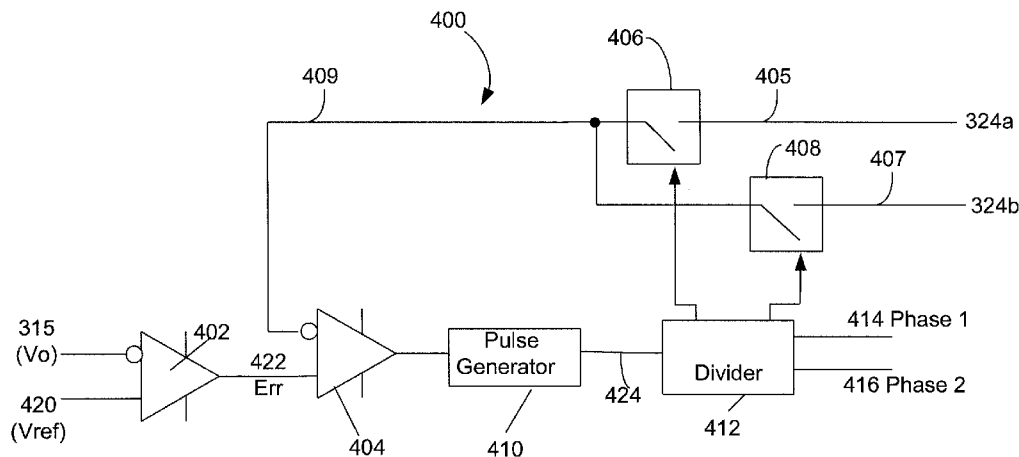 400
406
409
405
324a
408
407
324b
315
(Vo)
402
420
(Vref)
422
Err
404
Pulse
Generator
410
424
Divider
412
414 Phase 1
416 Phase 2